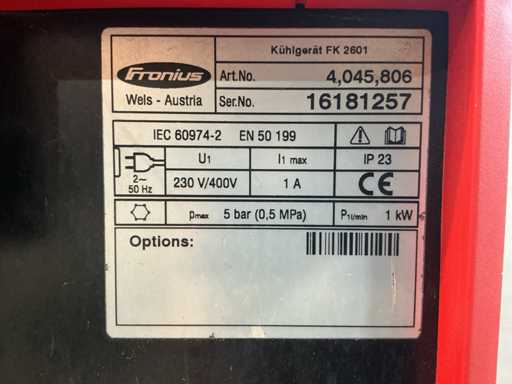 Kühlgerät FK 2601
Fronius
Art.No. 4,045,806
Wels - Austria
Ser.No. 16181257
IEC 60974-2 EN 50 199
U1 I1 max IP 23
2~
50 Hz
230 V/400V 1 A CE
pmax 5 bar (0,5 MPa) P1l/min 1 kW
Options: